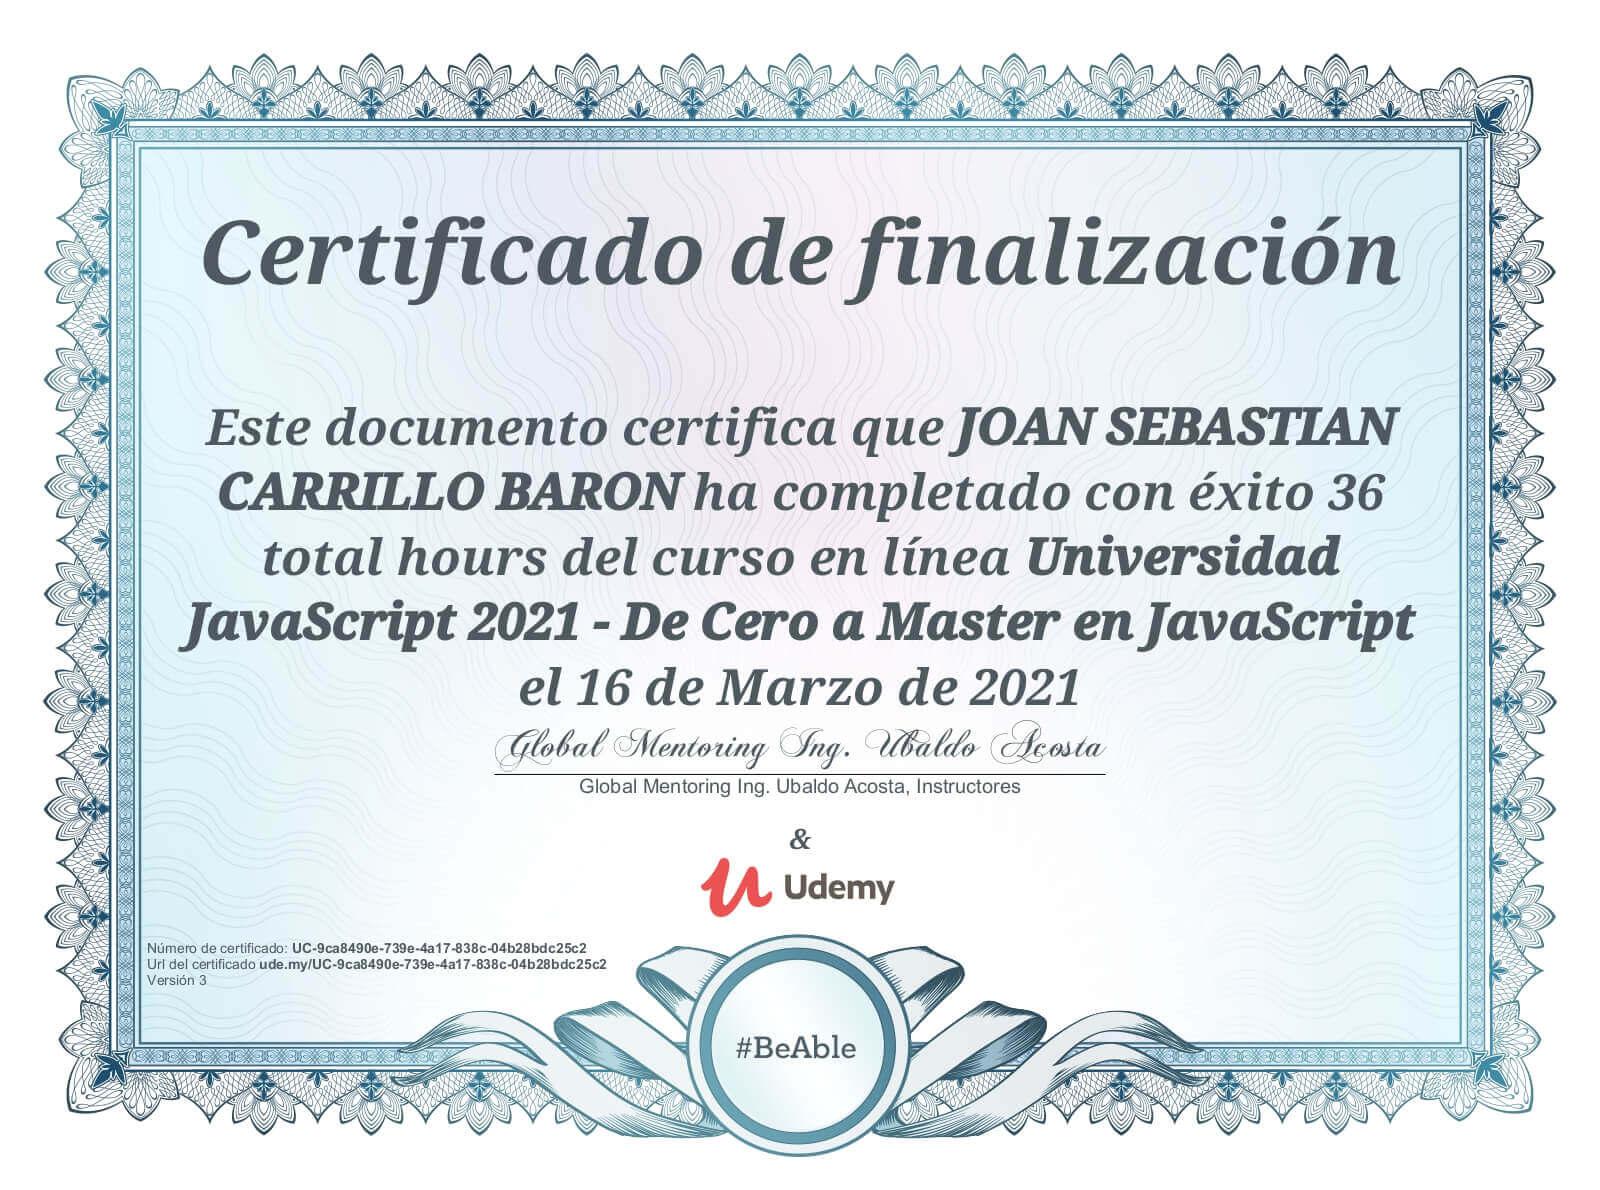 Certificado de finalización
Este documento certifica que JOAN SEBASTIAN
CARRILLO BARON ha completado con éxito 36
total hours del curso en línea Universidad
JavaScript 2021 - De Cero a Master en JavaScript
el 16 de Marzo de 2021
Global Mentoring Ing. Ubaldo Acosta
Global Mentoring Ing. Ubaldo Acosta, Instructores
&
Udemy
Número de certificado: UC-9ca8490e-739e-4a17-838c-04b28bdc25c2
Url del certificado ude.my/UC-9ca8490e-739e-4a17-838c-04b28bdc25c2
Versión 3
#BeAble